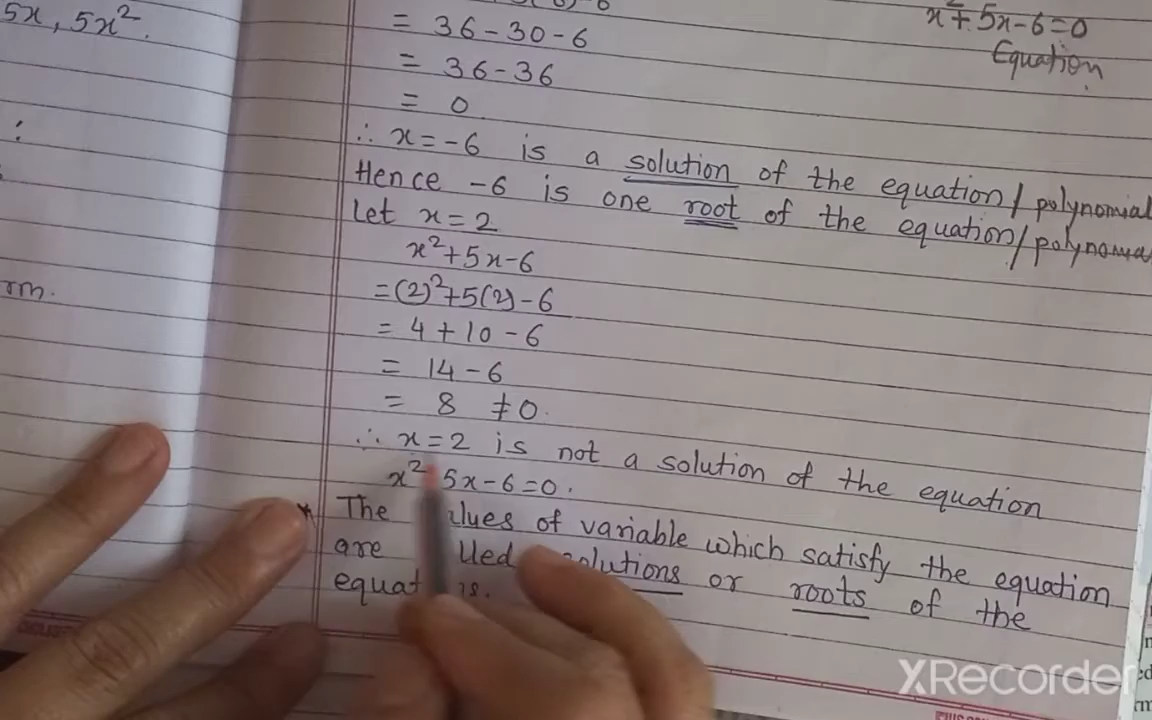 5x, 5x².
x²+5x-6=0
Equation
= 36-30-6
= 36-36
= 0
∴ x=-6 is a solution of the equation/polynomial
Hence -6 is one root of the equation/polynomial
Let x=2
x²+5x-6
=(2)²+5(2)-6
= 4+10-6
= 14-6
= 8 ≠0.
∴ x=2 is not a solution of the equation
x² 5x-6=0.
* The of variable which satisfy the equation
are solutions or roots of the
XRecorder